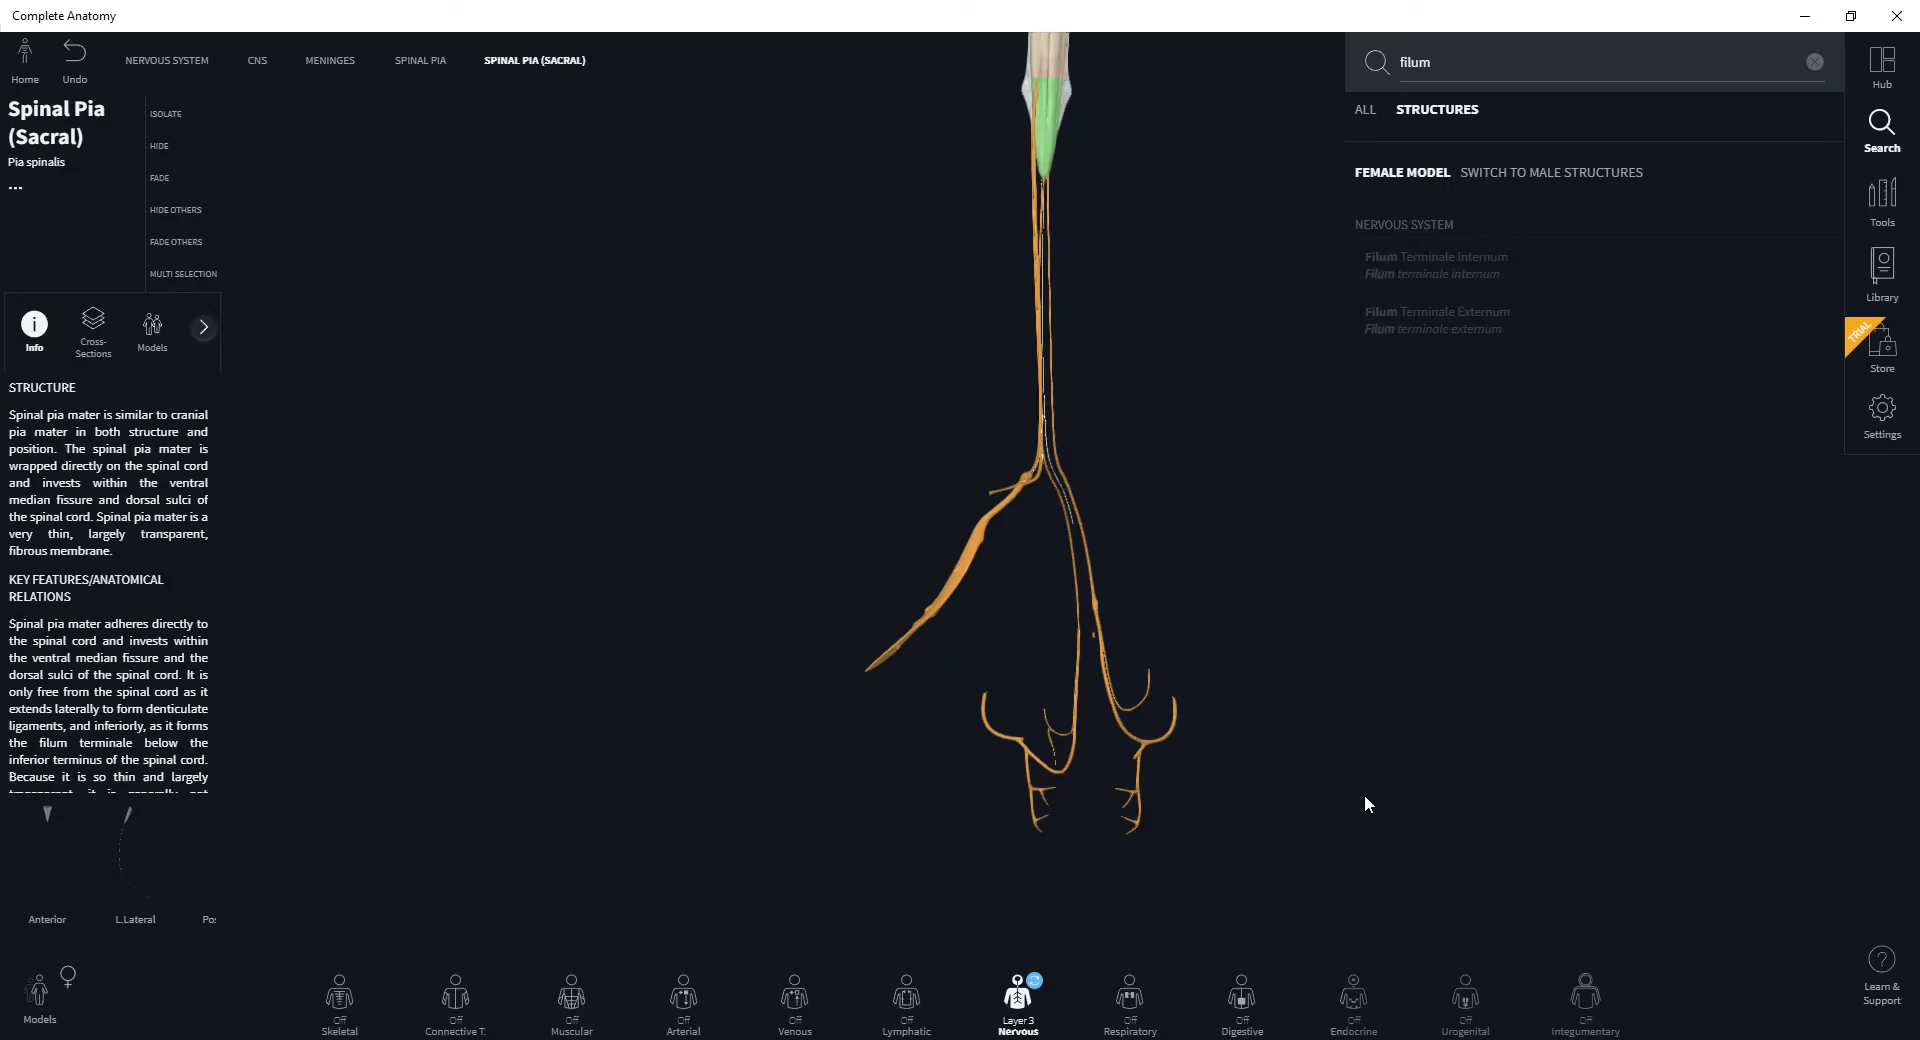 Complete Anatomy
Home
Undo
NERVOUS SYSTEM
CNS
MENINGES
SPINAL PIA
SPINAL PIA (SACRAL)
Spinal Pia
(Sacral)
Pia spinalis
...
ISOLATE
HIDE
FADE
HIDE OTHERS
FADE OTHERS
MULTI SELECTION
Info
Cross-
Sections
Models
STRUCTURE
Spinal pia mater is similar to cranial
pia mater in both structure and
position. The spinal pia mater is
wrapped directly on the spinal cord
and invests within the ventral
median fissure and dorsal sulci of
the spinal cord. Spinal pia mater is a
very thin, largely transparent,
fibrous membrane.
KEY FEATURES/ANATOMICAL
RELATIONS
Spinal pia mater adheres directly to
the spinal cord and invests within
the ventral median fissure and the
dorsal sulci of the spinal cord. It is
only free from the spinal cord as it
extends laterally to form denticulate
ligaments, and inferiorly, as it forms
the filum terminale below the
inferior terminus of the spinal cord.
Because it is so thin and largely
Anterior
L.Lateral
Pos
Models
filum
ALL
STRUCTURES
FEMALE MODEL
SWITCH TO MALE STRUCTURES
NERVOUS SYSTEM
Filum Terminale Internum
Filum terminale internum
Filum Terminale Externum
Filum terminale externum
Hub
Search
Tools
Library
TRIAL
Store
Settings
?
Learn &
Support
Off
Skeletal
Off
Connective T.
Off
Muscular
Off
Arterial
Off
Venous
Off
Lymphatic
Layer 3
Nervous
Off
Respiratory
Off
Digestive
Off
Endocrine
Off
Urogenital
Off
Integumentary